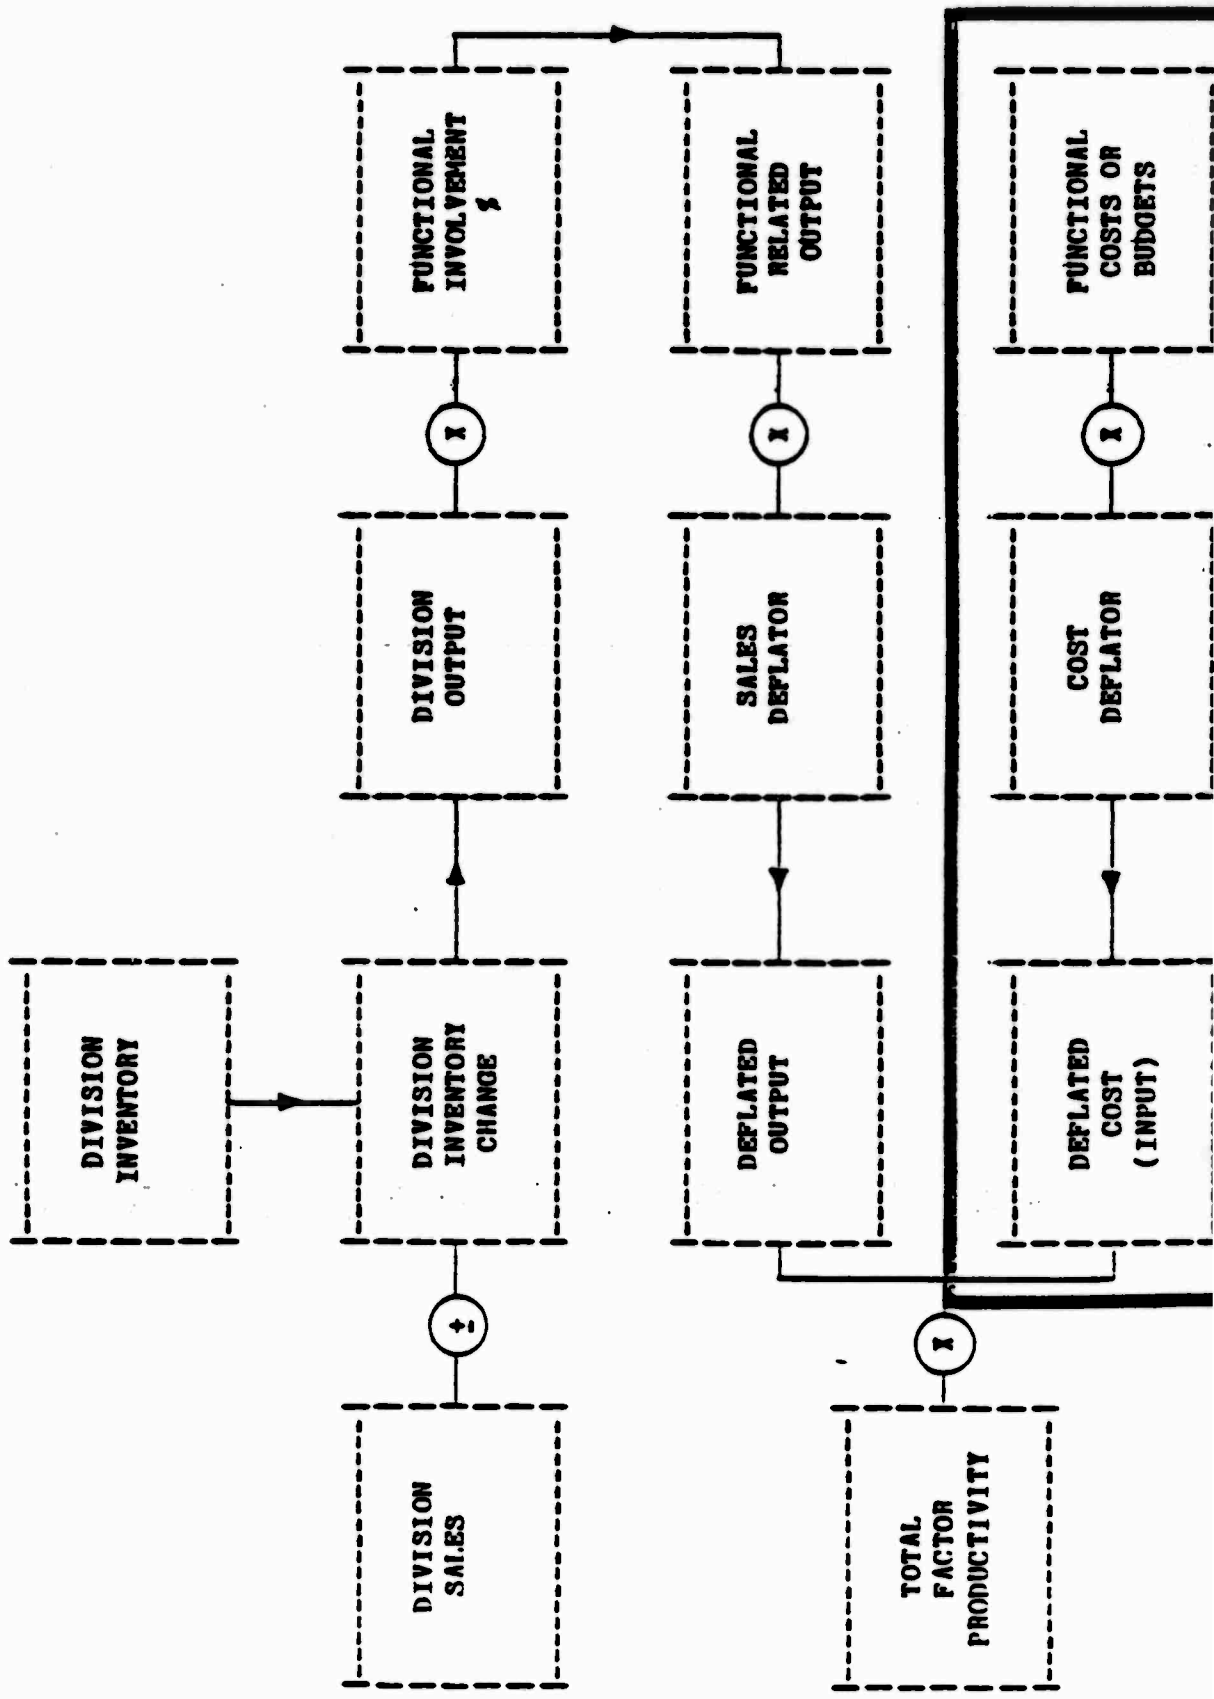 DIVISION
INVENTORY
DIVISION
SALES
±
DIVISION
INVENTORY
CHANGE
DIVISION
OUTPUT
X
FUNCTIONAL
INVOLVEMENT
%
TOTAL
FACTOR
PRODUCTIVITY
X
DEFLATED
OUTPUT
SALES
DEFLATOR
X
FUNCTIONAL
RELATED
OUTPUT
DEFLATED
COST
(INPUT)
COST
DEFLATOR
X
FUNCTIONAL
COSTS OR
BUDGETS